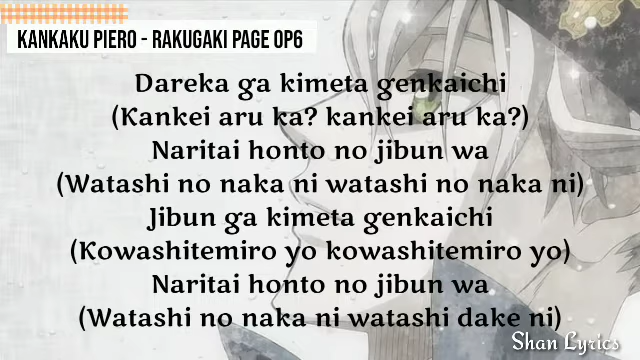 KANKAKU PIERO - RAKUGAKI PAGE OP6
Dareka ga kimeta genkaichi
(Kankei aru ka? kankei aru ka?)
Naritai honto no jibun wa
(Watashi no naka ni watashi no naka ni)
Jibun ga kimeta genkaichi
(Kowashitemiro yo kowashitemiro yo)
Naritai honto no jibun wa
(Watashi no naka ni watashi dake ni)
Shan Lyrics